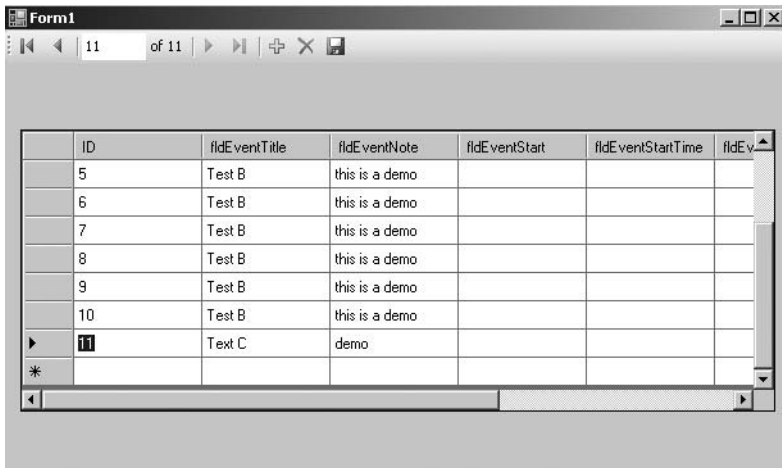 Form1
11 of 11
ID fldEventTitle fldEventNote fldEventStart fldEventStartTime fldEv
5 Test B this is a demo
6 Test B this is a demo
7 Test B this is a demo
8 Test B this is a demo
9 Test B this is a demo
10 Test B this is a demo
11 Text C demo